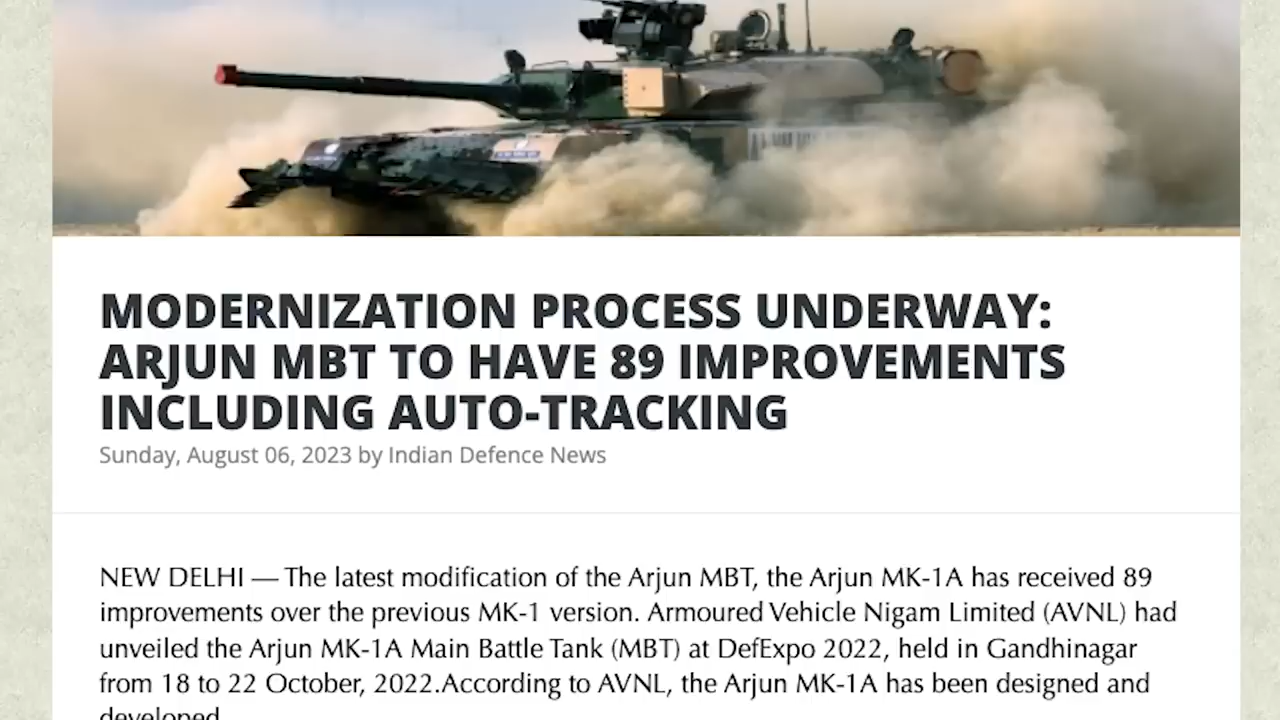 MODERNIZATION PROCESS UNDERWAY:
ARJUN MBT TO HAVE 89 IMPROVEMENTS
INCLUDING AUTO-TRACKING
Sunday, August 06, 2023 by Indian Defence News
NEW DELHI — The latest modification of the Arjun MBT, the Arjun MK-1A has received 89
improvements over the previous MK-1 version. Armoured Vehicle Nigam Limited (AVNL) had
unveiled the Arjun MK-1A Main Battle Tank (MBT) at DefExpo 2022, held in Gandhinagar
from 18 to 22 October, 2022.According to AVNL, the Arjun MK-1A has been designed and
developed